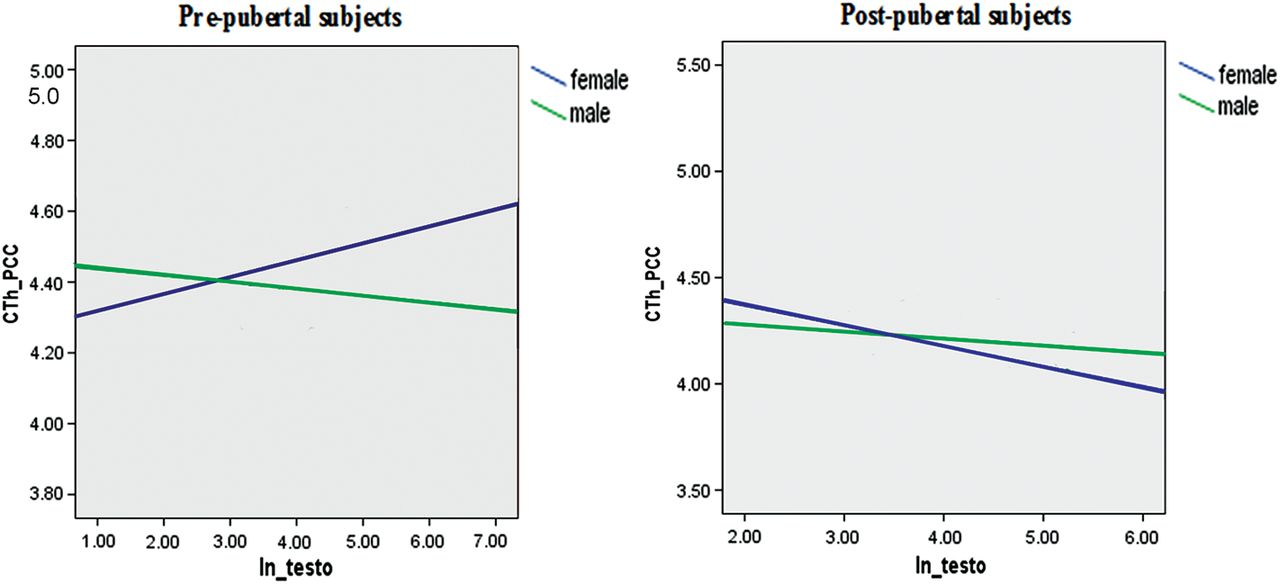 Pre-pubertal subjects
5.00
5.0
4.80
4.60
4.40
4.20
4.00
3.80
CTh_PCC
1.00 2.00 3.00 4.00 5.00 6.00 7.00
ln_testo
female
male
Post-pubertal subjects
5.50
5.00
4.50
4.00
3.50
CTh_PCC
2.00 3.00 4.00 5.00 6.00
ln_testo
female
male